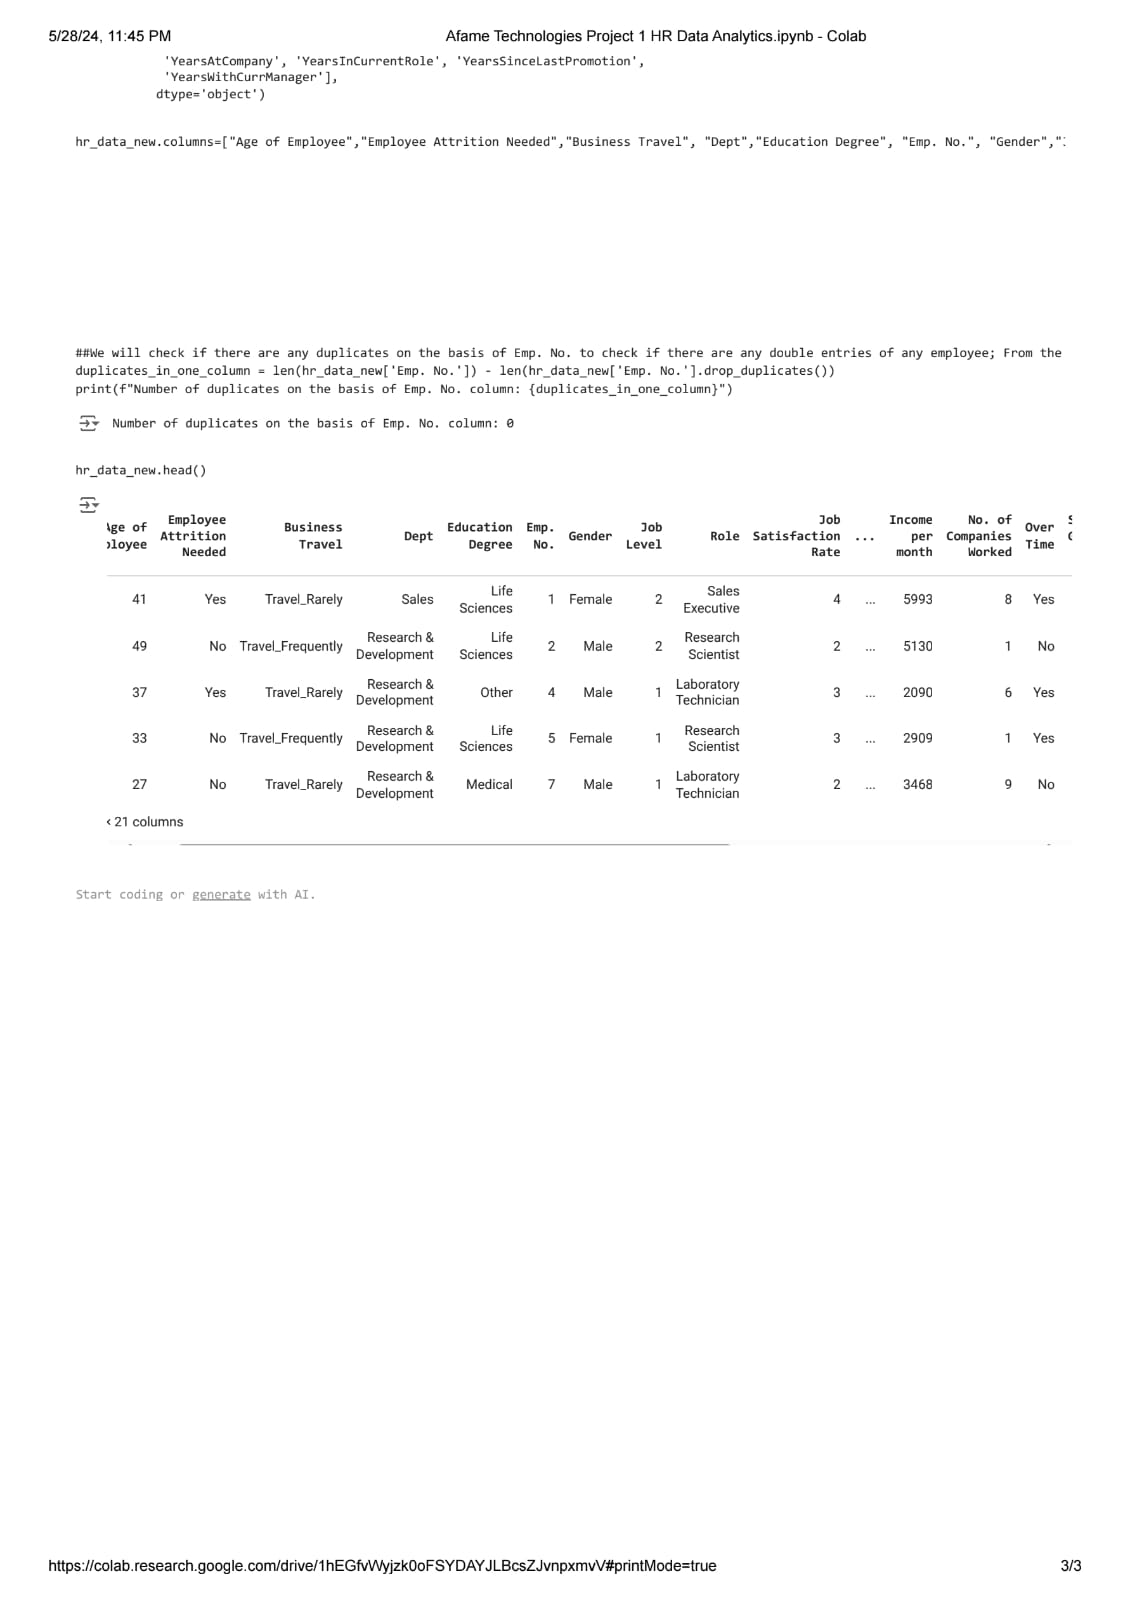 5/28/24, 11:45 PM Afame Technologies Project 1 HR Data Analytics.ipynb - Colab
'YearsAtCompany', 'YearsInCurrentRole', 'YearsSinceLastPromotion',
'YearsWithCurrManager'],
dtype='object')
hr_data_new.columns=["Age of Employee","Employee Attrition Needed","Business Travel", "Dept","Education Degree", "Emp. No.", "Gender","
##We will check if there are any duplicates on the basis of Emp. No. to check if there are any double entries of any employee; From the
duplicates_in_one_column = len(hr_data_new['Emp. No.']) - len(hr_data_new['Emp. No.'].drop_duplicates())
print(f"Number of duplicates on the basis of Emp. No. column: {duplicates_in_one_column}")
Number of duplicates on the basis of Emp. No. column: 0
hr_data_new.head()
Age of Employee Business Education Emp. Job Job Income No. of Over
ployee Attrition Travel Dept Degree No. Gender Level Role Satisfaction ... per Companies Time
Needed Rate month Worked
41 Yes Travel_Rarely Sales Life Sciences 1 Female 2 Sales Executive 4 ... 5993 8 Yes
49 No Travel_Frequently Research & Development Life Sciences 2 Male 2 Research Scientist 2 ... 5130 1 No
37 Yes Travel_Rarely Research & Development Other 4 Male 1 Laboratory Technician 3 ... 2090 6 Yes
33 No Travel_Frequently Research & Development Life Sciences 5 Female 1 Research Scientist 3 ... 2909 1 Yes
27 No Travel_Rarely Research & Development Medical 7 Male 1 Laboratory Technician 2 ... 3468 9 No
‹ 21 columns
Start coding or generate with AI.
https://colab.research.google.com/drive/1hEGfvWyjzk0oFSYDAYJLBcsZJvnpxmvV#printMode=true 3/3